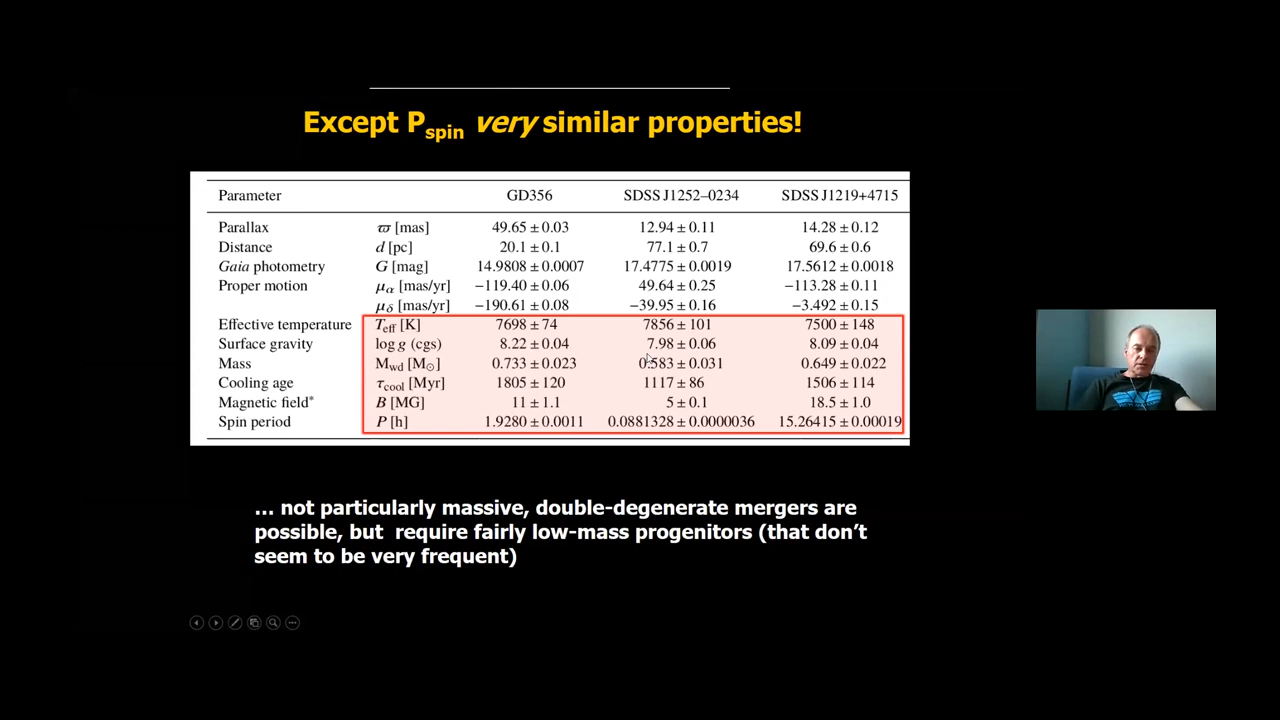 Except Pspin very similar properties!
Parameter GD356 SDSS J1252–0234 SDSS J1219+4715
Parallax ϖ [mas] 49.65 ± 0.03 12.94 ± 0.11 14.28 ± 0.12
Distance d [pc] 20.1 ± 0.1 77.1 ± 0.7 69.6 ± 0.6
Gaia photometry G [mag] 14.9808 ± 0.0007 17.4775 ± 0.0019 17.5612 ± 0.0018
Proper motion μα [mas/yr] −119.40 ± 0.06 49.64 ± 0.25 −113.28 ± 0.11
μδ [mas/yr] −190.61 ± 0.08 −39.95 ± 0.16 −3.492 ± 0.15
Effective temperature Teff [K] 7698 ± 74 7856 ± 101 7500 ± 148
Surface gravity log g (cgs) 8.22 ± 0.04 7.98 ± 0.06 8.09 ± 0.04
Mass Mwd [M⊙] 0.733 ± 0.023 0.583 ± 0.031 0.649 ± 0.022
Cooling age τcool [Myr] 1805 ± 120 1117 ± 86 1506 ± 114
Magnetic field* B [MG] 11 ± 1.1 5 ± 0.1 18.5 ± 1.0
Spin period P [h] 1.9280 ± 0.0011 0.0881328 ± 0.0000036 15.26415 ± 0.00019
... not particularly massive, double-degenerate mergers are
possible, but require fairly low-mass progenitors (that don't
seem to be very frequent)